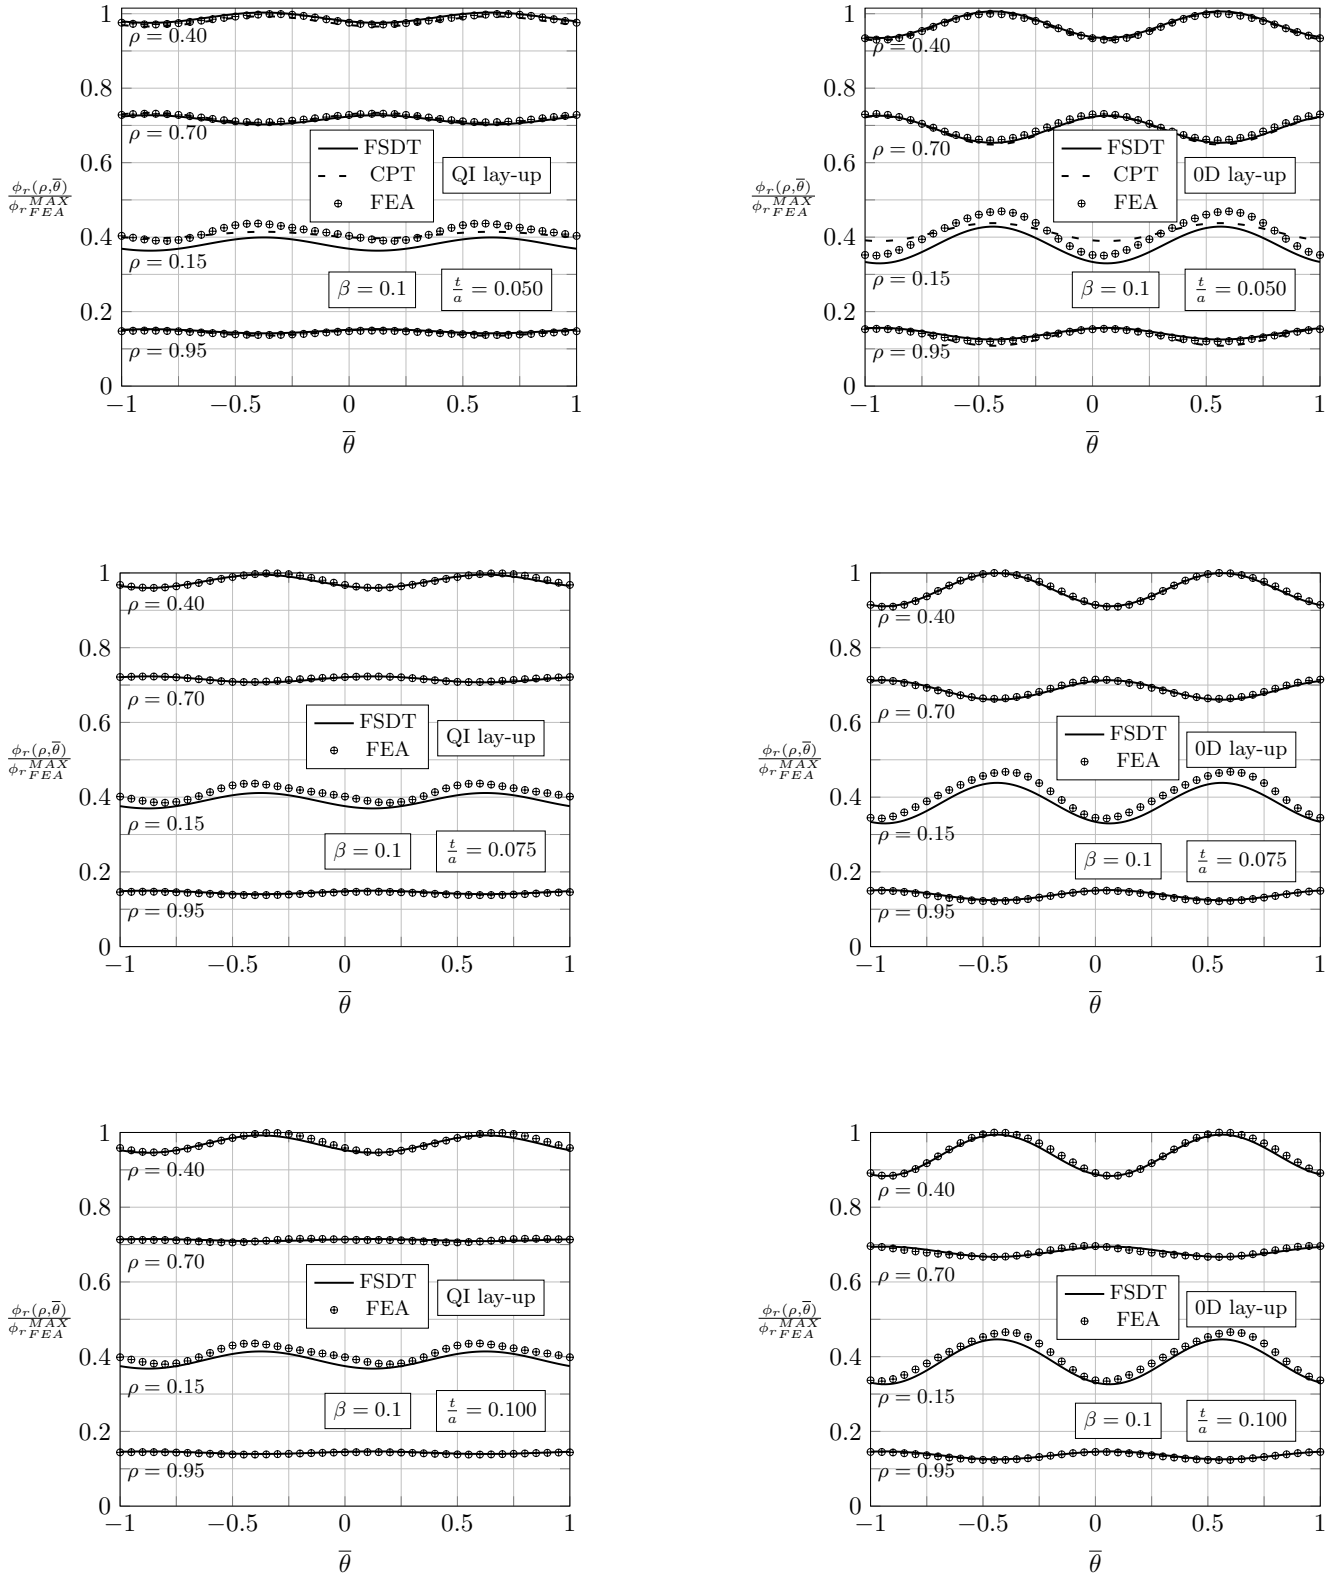 1
ρ = 0.40
0.8
ρ = 0.70
FSDT
CPT
FEA
QI lay-up
0.6
φr(ρ,θ̅)
φr FEA MAX
0.4
ρ = 0.15
β = 0.1
t/a = 0.050
0.2
ρ = 0.95
0
−1 −0.5 0 0.5 1
θ̅
1
ρ = 0.40
0.8
ρ = 0.70
FSDT
CPT
FEA
0D lay-up
0.6
φr(ρ,θ̅)
φr FEA MAX
0.4
ρ = 0.15
β = 0.1
t/a = 0.050
0.2
ρ = 0.95
0
−1 −0.5 0 0.5 1
θ̅
1
ρ = 0.40
0.8
ρ = 0.70
FSDT
FEA
QI lay-up
0.6
φr(ρ,θ̅)
φr FEA MAX
0.4
ρ = 0.15
β = 0.1
t/a = 0.075
0.2
ρ = 0.95
0
−1 −0.5 0 0.5 1
θ̅
1
ρ = 0.40
0.8
ρ = 0.70
FSDT
FEA
0D lay-up
0.6
φr(ρ,θ̅)
φr FEA MAX
0.4
ρ = 0.15
β = 0.1
t/a = 0.075
0.2
ρ = 0.95
0
−1 −0.5 0 0.5 1
θ̅
1
ρ = 0.40
0.8
ρ = 0.70
FSDT
FEA
QI lay-up
0.6
φr(ρ,θ̅)
φr FEA MAX
0.4
ρ = 0.15
β = 0.1
t/a = 0.100
0.2
ρ = 0.95
0
−1 −0.5 0 0.5 1
θ̅
1
ρ = 0.40
0.8
ρ = 0.70
FSDT
FEA
0D lay-up
0.6
φr(ρ,θ̅)
φr FEA MAX
0.4
ρ = 0.15
β = 0.1
t/a = 0.100
0.2
ρ = 0.95
0
−1 −0.5 0 0.5 1
θ̅